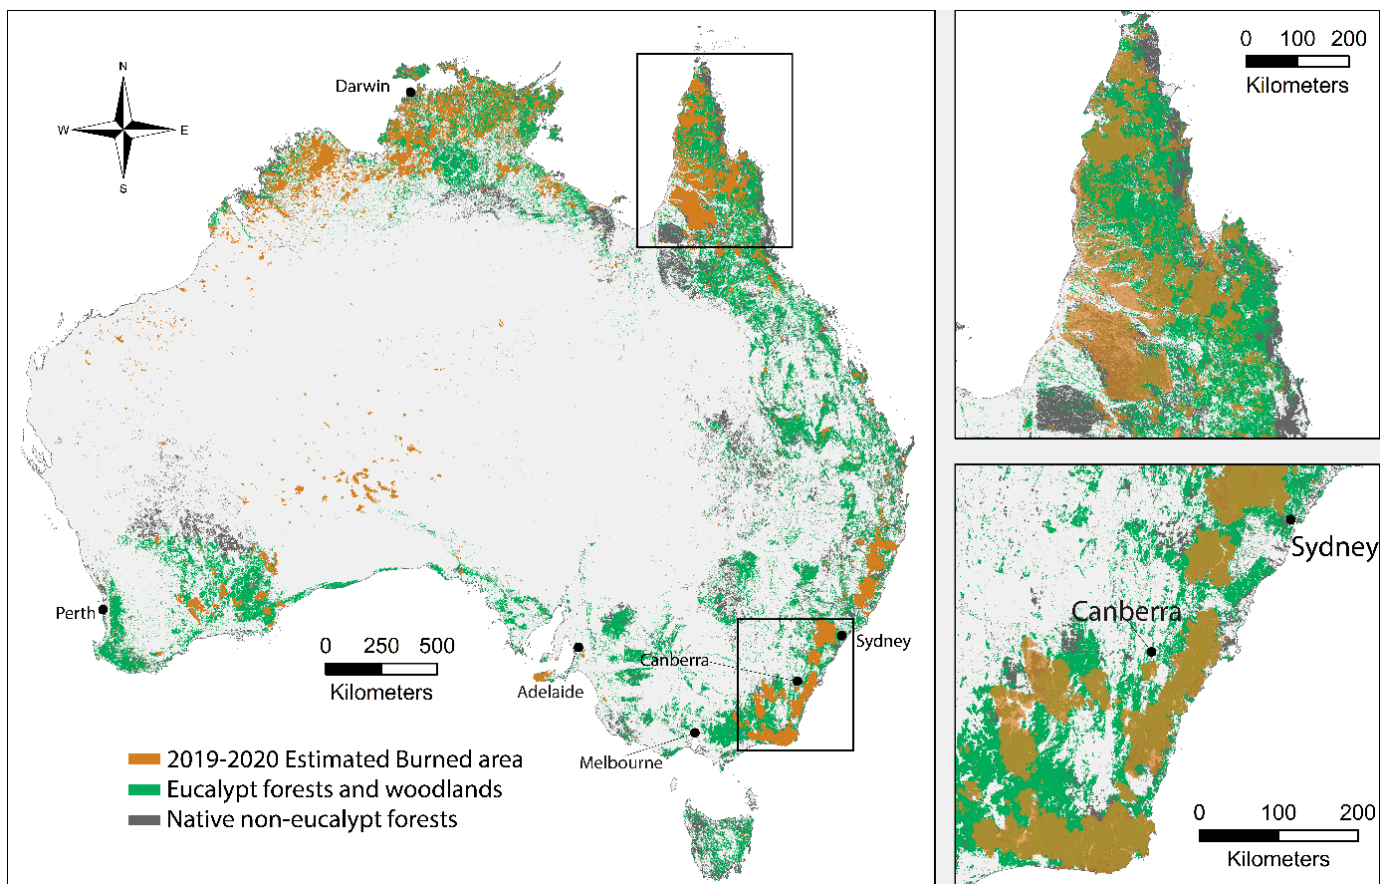 N
W E
S
Darwin
Perth
0 250 500
Kilometers
Adelaide
Canberra
Sydney
Melbourne
2019-2020 Estimated Burned area
Eucalypt forests and woodlands
Native non-eucalypt forests
0 100 200
Kilometers
Sydney
Canberra
0 100 200
Kilometers